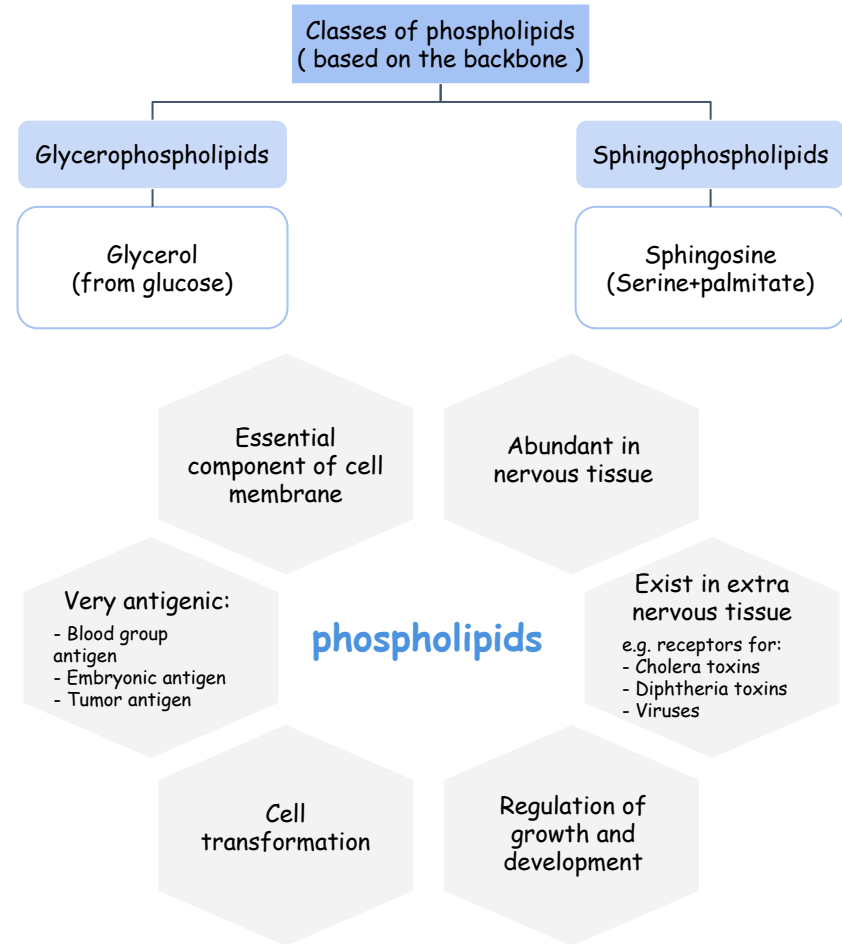 Classes of phospholipids
( based on the backbone )
Glycerophospholipids
Sphingophospholipids
Glycerol
(from glucose)
Sphingosine
(Serine+palmitate)
Essential
component of cell
membrane
Abundant in
nervous tissue
Very antigenic:
- Blood group
antigen
- Embryonic antigen
- Tumor antigen
phospholipids
Exist in extra
nervous tissue
e.g. receptors for:
- Cholera toxins
- Diphtheria toxins
- Viruses
Cell
transformation
Regulation of
growth and
development